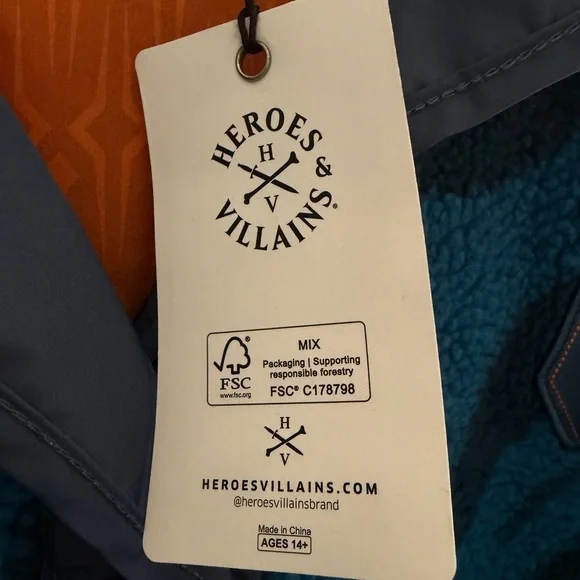 HEROES &
H
V
VILLAINS®
MIX
Packaging | Supporting
responsible forestry
FSC
www.fsc.org
FSC® C178798
H
V
HEROESVILLAINS.COM
@heroesvillainsbrand
Made in China
AGES 14+